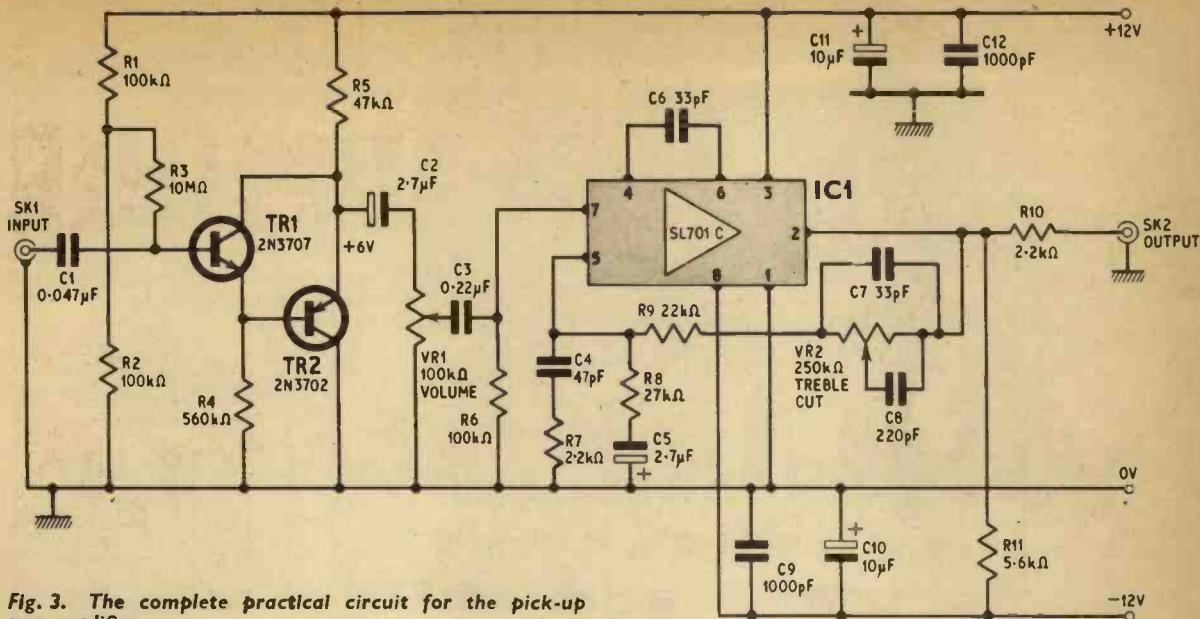 +12V
R1
100kΩ
R5
47kΩ
C11
10µF
+
C12
1000pF
C6 33pF
R3
10MΩ
C2
2·7µF
4
6
3
IC1
SK1
INPUT
TR1
2N3707
+6V
7
SL701 C
2
R10
2·2kΩ
SK2
OUTPUT
C1
0·047µF
C3
0·22µF
5
8
1
C7 33pF
R9 22kΩ
TR2
2N3702
VR1
100kΩ
VOLUME
C4
47pF
R8
27kΩ
VR2
250kΩ
TREBLE
CUT
C8
220pF
R2
100kΩ
R4
560kΩ
R6
100kΩ
R7
2·2kΩ
C5
2·7µF
+
0V
C9
1000pF
+
C10
10µF
R11
5·6kΩ
-12V
Fig. 3. The complete practical circuit for the pick-up